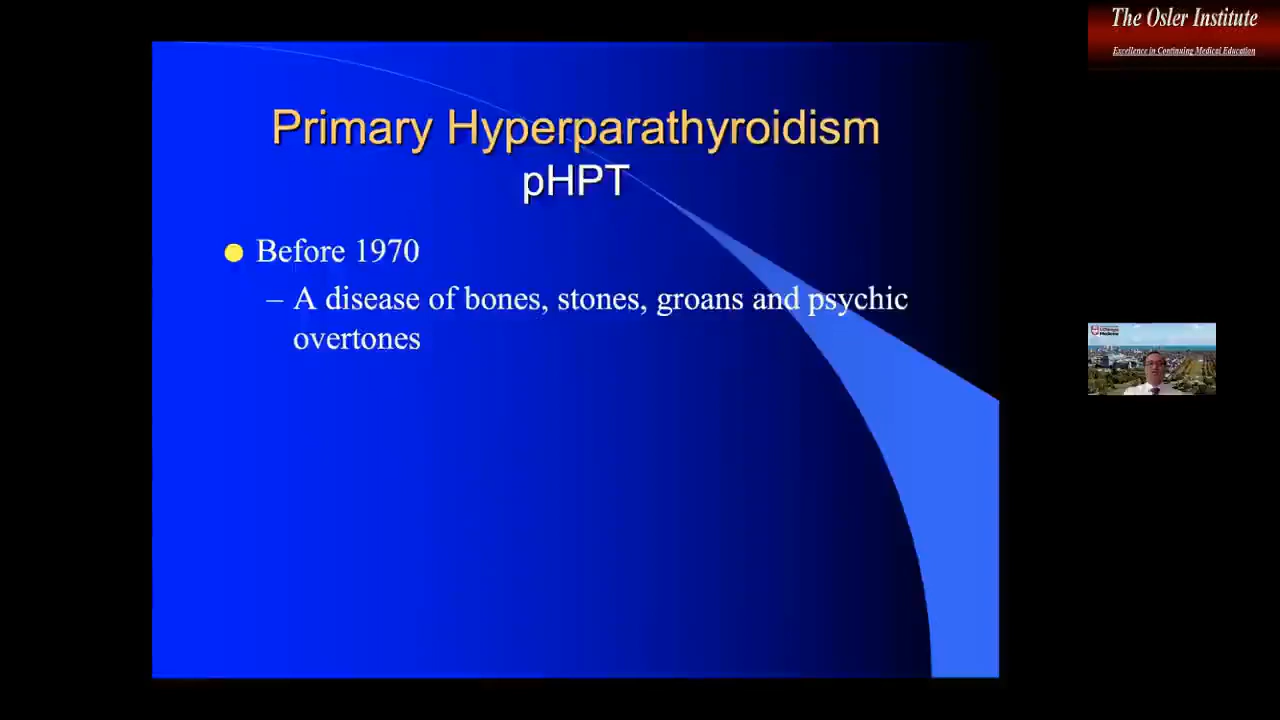 The Osler Institute
Excellence in Continuing Medical Education
Primary Hyperparathyroidism
pHPT
Before 1970
– A disease of bones, stones, groans and psychic
overtones
Medicine